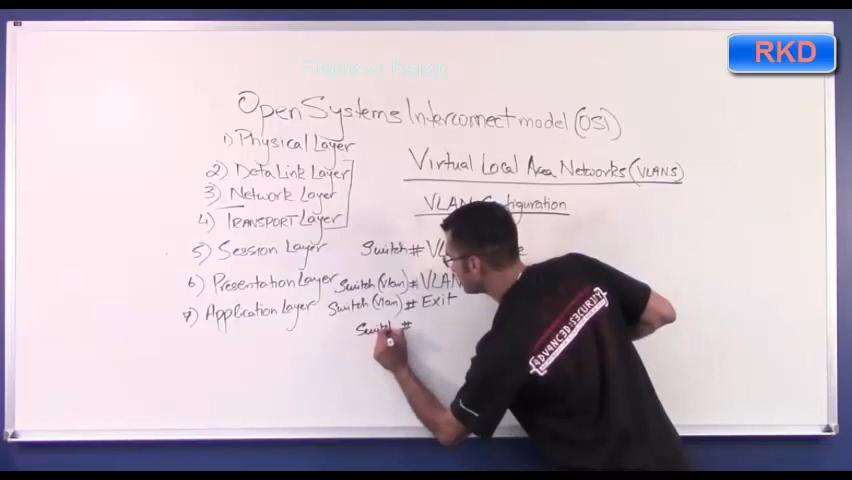 RKD
Open Systems Interconnect model (OSI)
1) Physical Layer
Virtual Local Area Networks (VLANS)
2) Data Link Layer
3) Network Layer
VLAN Configuration
4) TRANSPORT Layer
5) Session Layer
Switch#
6) Presentation Layer
Switch (vlan)#VLAN
7) Application Layer
Switch (vlan)# Exit
Switch #
ADVANCED SECURITY